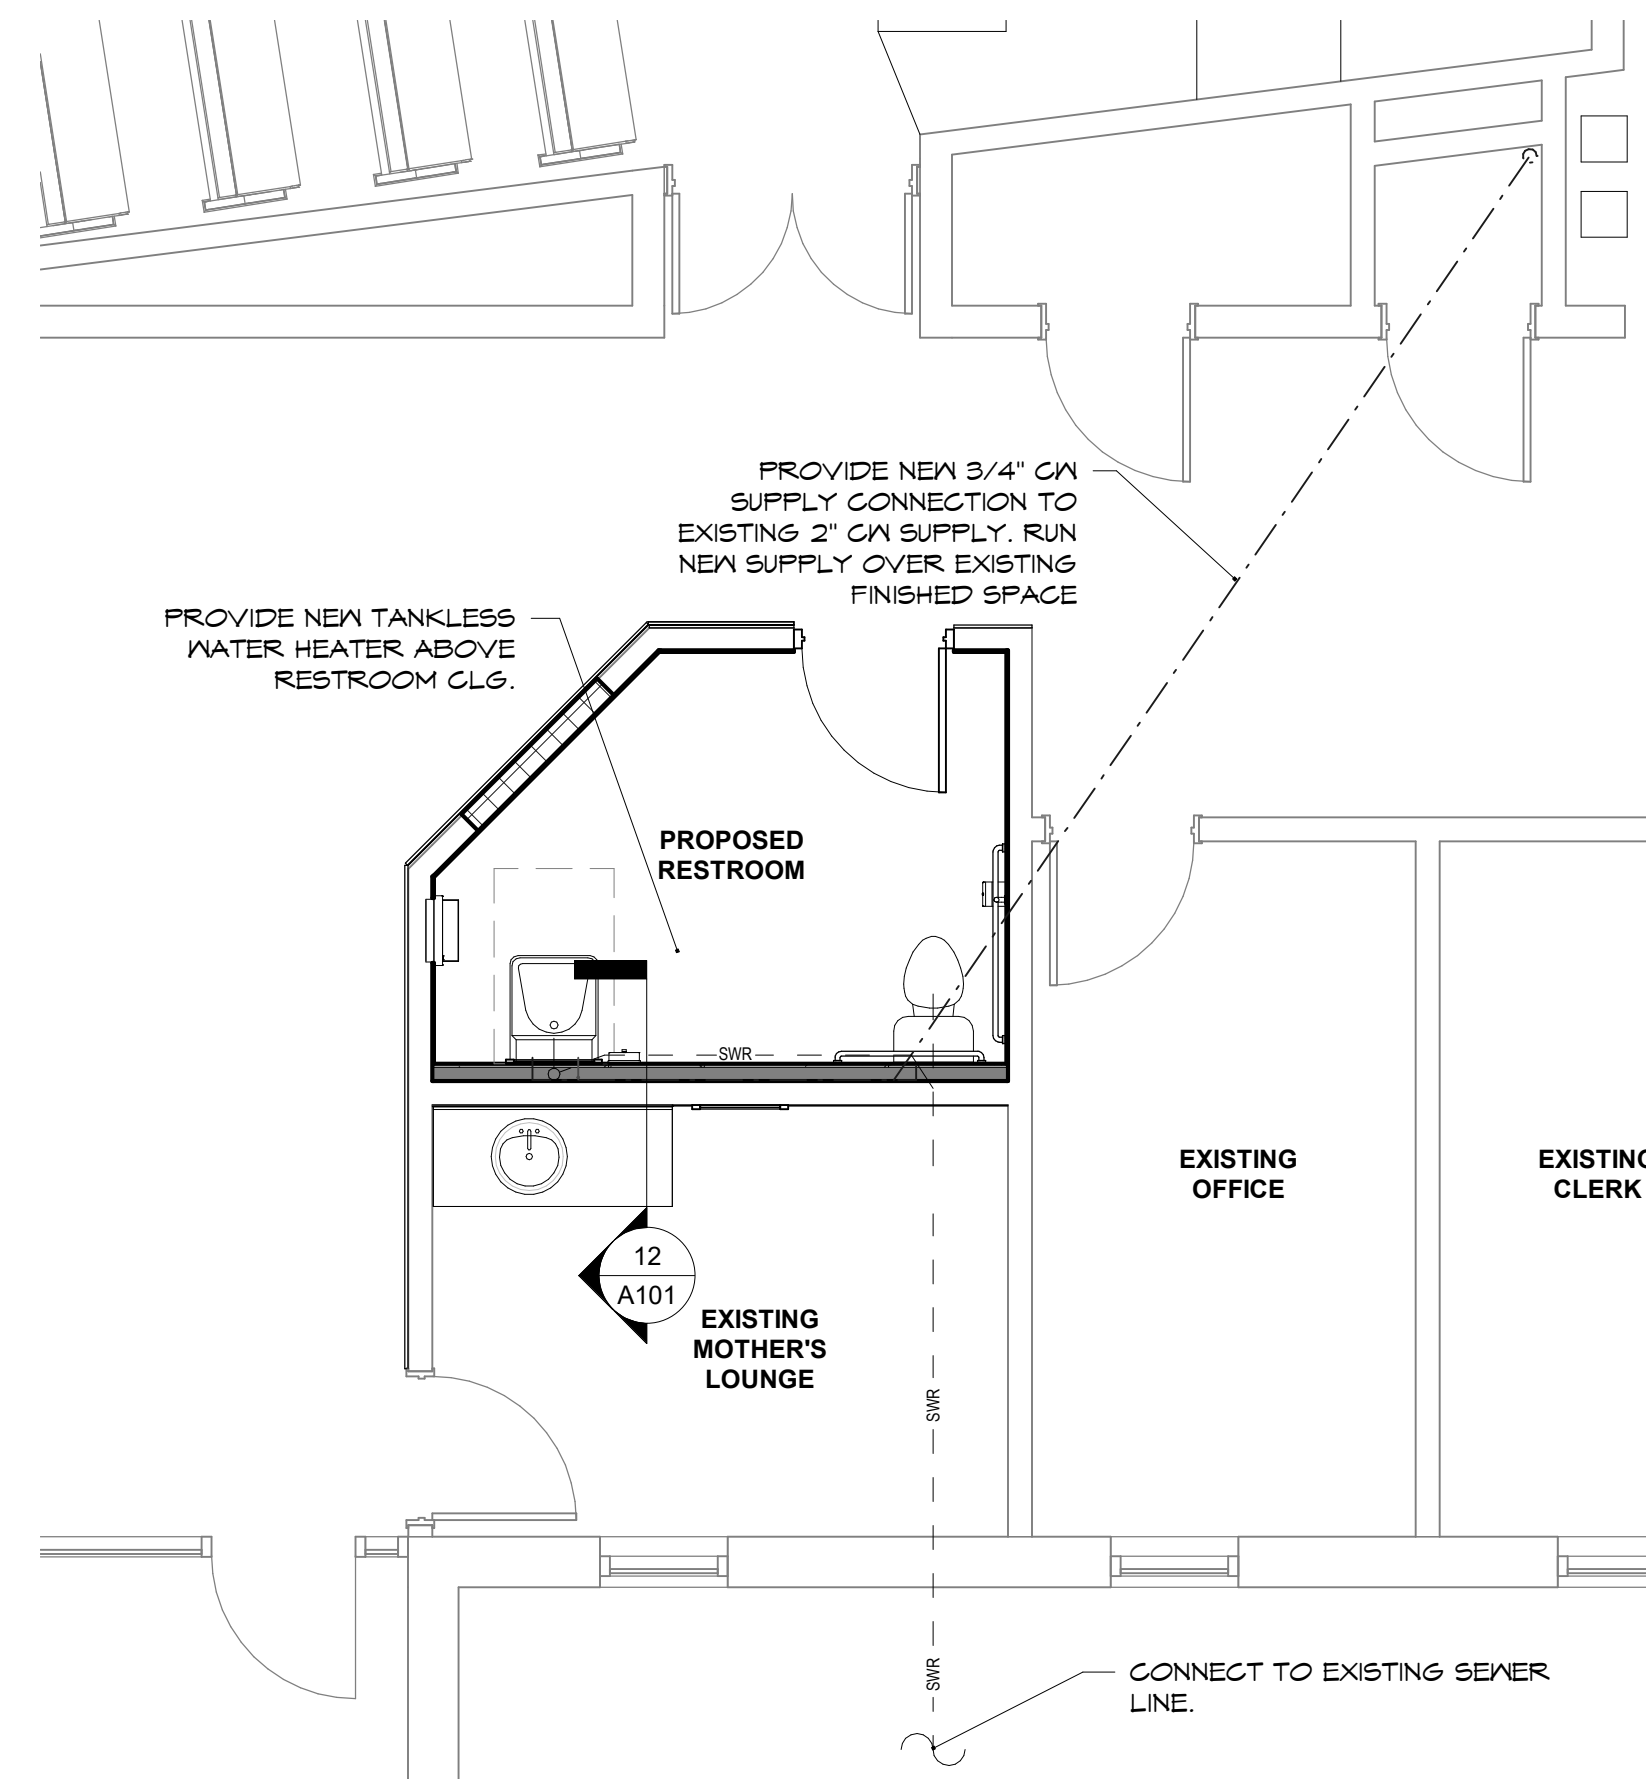 PROVIDE NEW 3/4" CW
SUPPLY CONNECTION TO
EXISTING 2" CW SUPPLY. RUN
NEW SUPPLY OVER EXISTING
FINISHED SPACE
PROVIDE NEW TANKLESS
WATER HEATER ABOVE
RESTROOM CLG.
PROPOSED
RESTROOM
SWR
EXISTING
OFFICE
EXISTING
CLERK
12
A101
EXISTING
MOTHER'S
LOUNGE
SWR
SWR
CONNECT TO EXISTING SEWER
LINE.